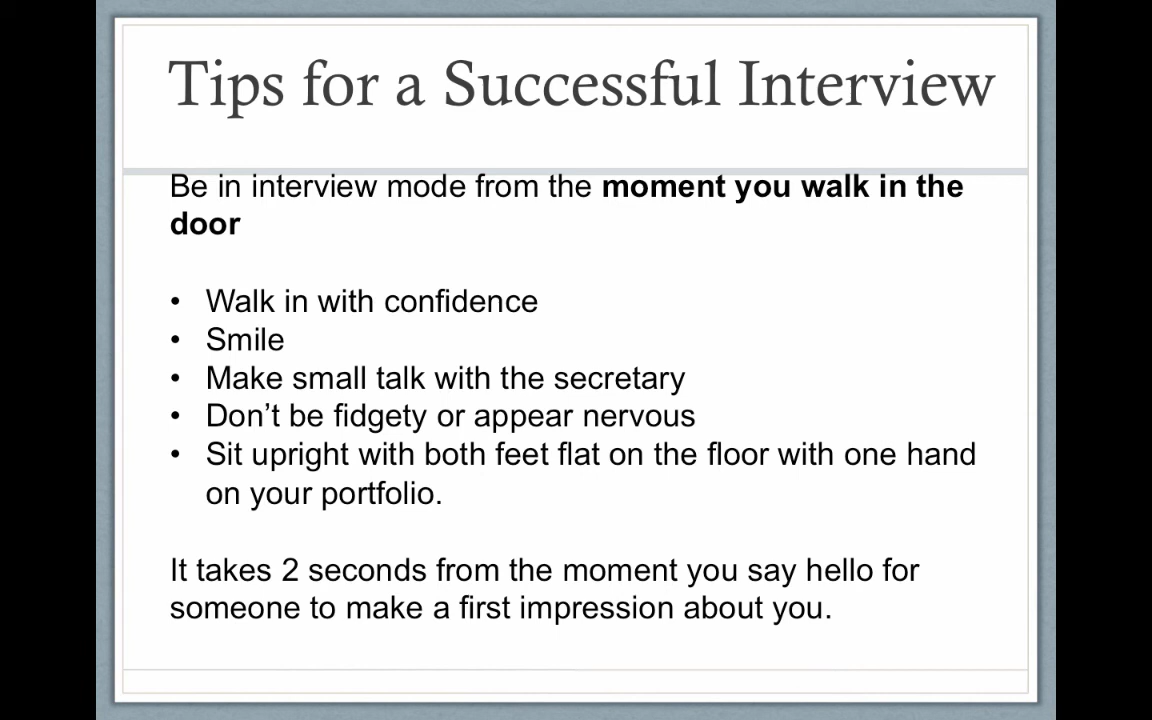 Tips for a Successful Interview
Be in interview mode from the moment you walk in the
door
• Walk in with confidence
• Smile
• Make small talk with the secretary
• Don’t be fidgety or appear nervous
• Sit upright with both feet flat on the floor with one hand
on your portfolio.
It takes 2 seconds from the moment you say hello for
someone to make a first impression about you.